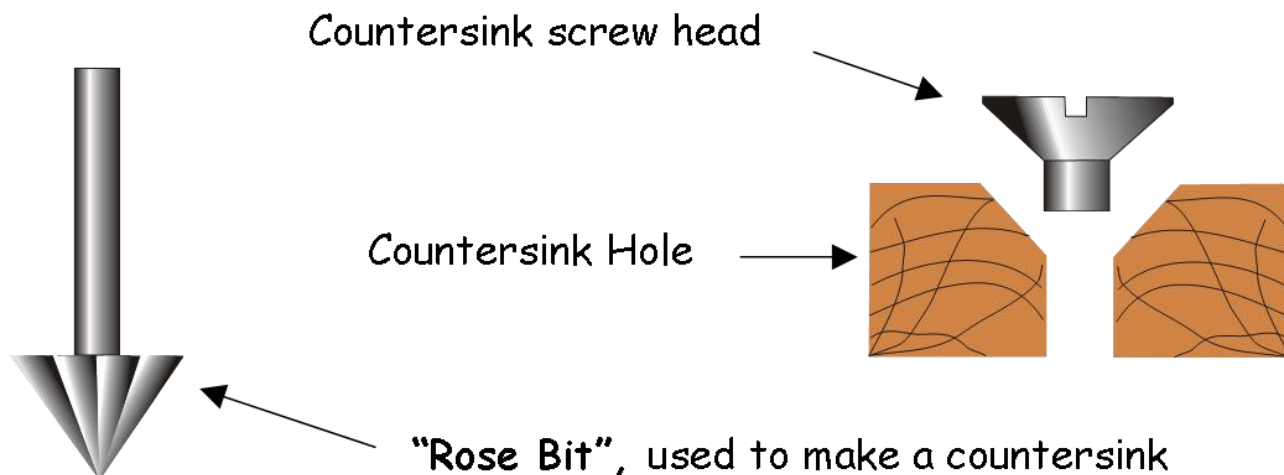 Countersink screw head
Countersink Hole
“Rose Bit”, used to make a countersink